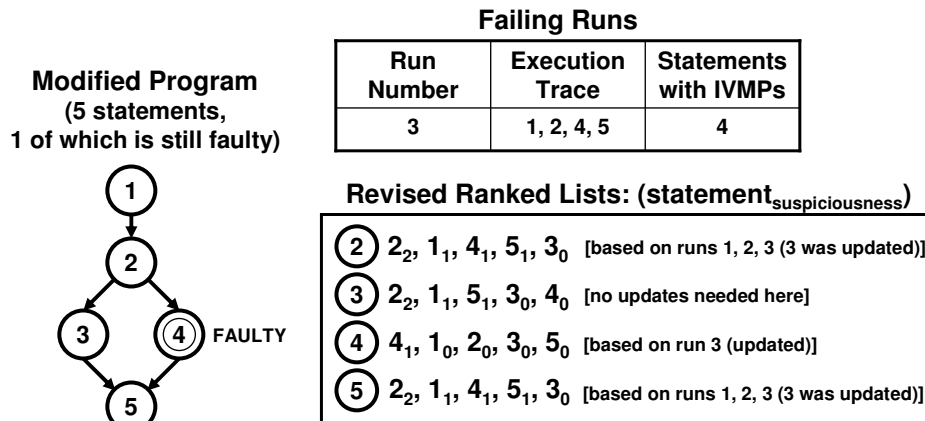 Failing Runs
Run Number Execution Trace Statements with IVMPs
3 1, 2, 4, 5 4
Modified Program
(5 statements,
1 of which is still faulty)
1
2
3 4 FAULTY
5
Revised Ranked Lists: (statement_suspiciousness)
2 2₂, 1₁, 4₁, 5₁, 3₀ [based on runs 1, 2, 3 (3 was updated)]
3 2₂, 1₁, 5₁, 3₀, 4₀ [no updates needed here]
4 4₁, 1₀, 2₀, 3₀, 5₀ [based on run 3 (updated)]
5 2₂, 1₁, 4₁, 5₁, 3₀ [based on runs 1, 2, 3 (3 was updated)]